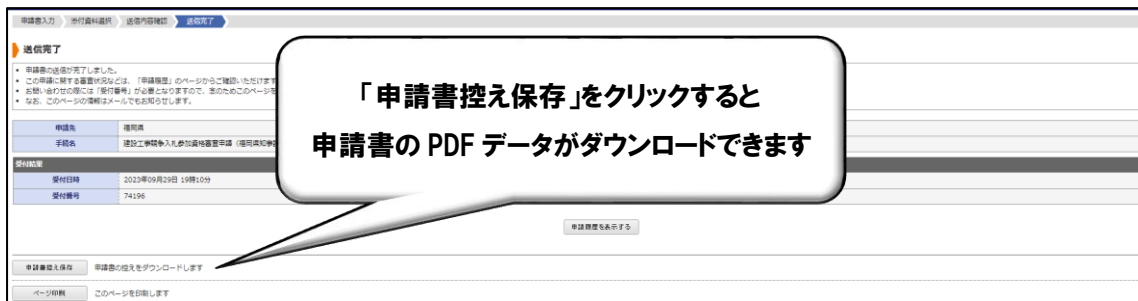 申請書入力 添付資料選択 送信内容確認 送信完了
送信完了
・ 申請書の送信が完了しました。
・ この申請に関する審査状況などは、「申請履歴」のページからご確認いただけます
・ お問い合わせの際には「受付番号」が必要となりますので、念のためこのページを
・ なお、このページの情報はメールでもお知らせします。
「申請書控え保存」をクリックすると
申請書の PDF データがダウンロードできます
申請先 福岡県
手続名 建設工事競争入札参加資格審査申請（福岡県知事
受付結果
受付日時 2023年09月29日 19時10分
受付番号 74196
申請履歴を表示する
申請書控え保存 申請書の控えをダウンロードします
ページ印刷 このページを印刷します